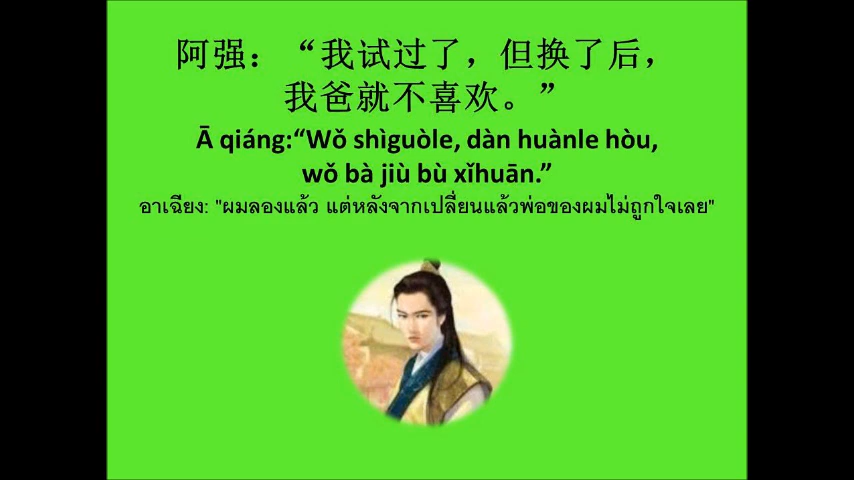 阿强：“我试过了，但换了后，
我爸就不喜欢。”
Ā qiáng:“Wǒ shìguòle, dàn huànle hòu,
wǒ bà jiù bù xǐhuān.”
อาเฉียง: "ผมลองแล้ว แต่หลังจากเปลี่ยนแล้วพ่อของผมไม่ถูกใจเลย"